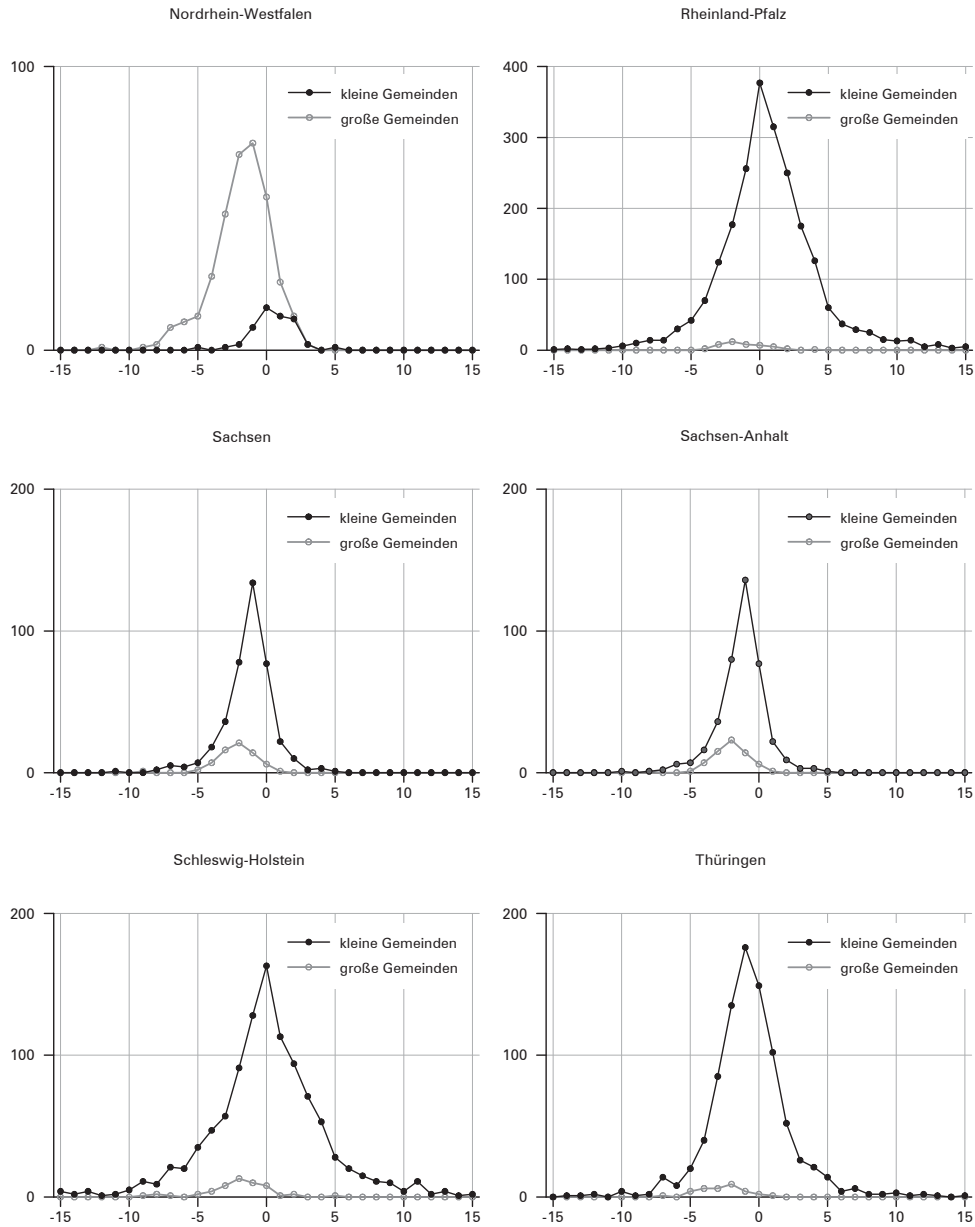 Nordrhein-Westfalen
100
kleine Gemeinden
große Gemeinden
0
-15 -10 -5 0 5 10 15
Rheinland-Pfalz
400
kleine Gemeinden
große Gemeinden
300
200
100
0
-15 -10 -5 0 5 10 15
Sachsen
200
kleine Gemeinden
große Gemeinden
100
0
-15 -10 -5 0 5 10 15
Sachsen-Anhalt
200
kleine Gemeinden
große Gemeinden
100
0
-15 -10 -5 0 5 10 15
Schleswig-Holstein
200
kleine Gemeinden
große Gemeinden
100
0
-15 -10 -5 0 5 10 15
Thüringen
200
kleine Gemeinden
große Gemeinden
100
0
-15 -10 -5 0 5 10 15